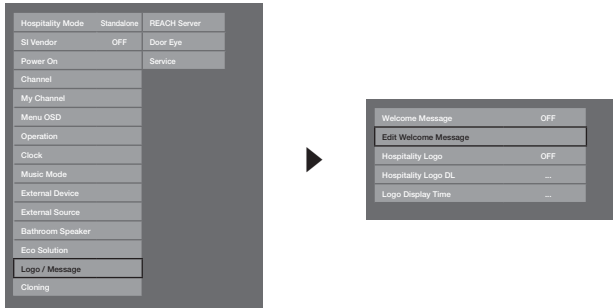 Hospitality Mode Standalone REACH Server
SI Vendor OFF Door Eye
Power On Service
Channel
My Channel
Menu OSD
Operation
Clock
Music Mode
External Device
External Source
Bathroom Speaker
Eco Solution
Logo / Message
Cloning
Welcome Message OFF
Edit Welcome Message
Hospitality Logo OFF
Hospitality Logo DL ...
Logo Display Time ...